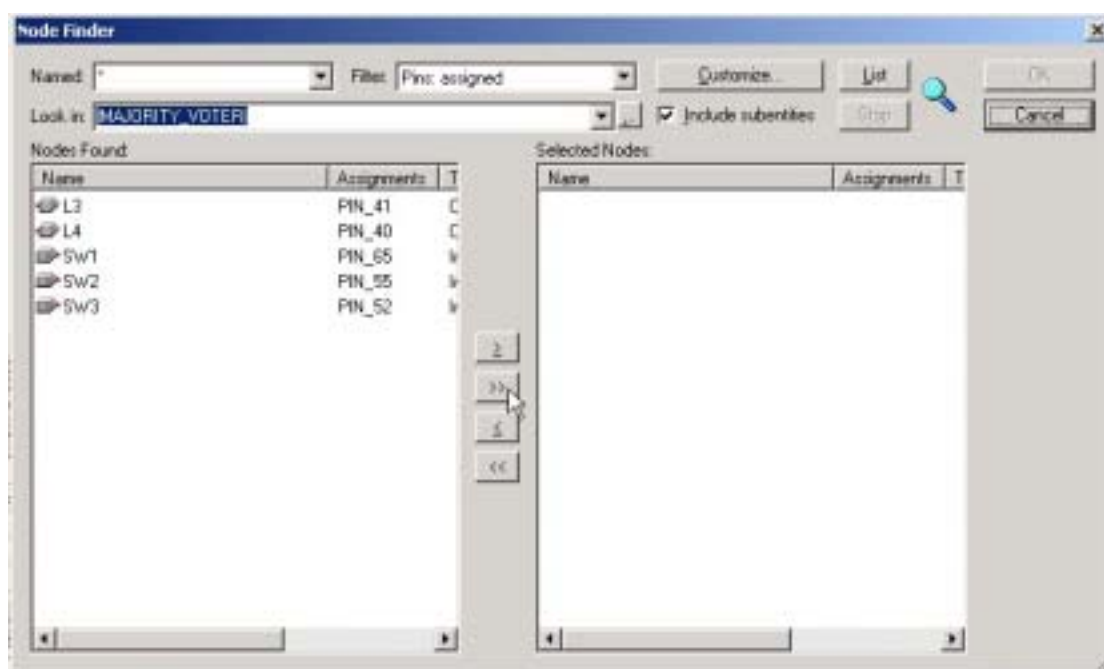 Node Finder
Named: * Filter: Pins: assigned Customize... List OK
Look in: MAJORITY_VOTER ... Include subentities Stop Cancel
Nodes Found: Selected Nodes:
Name Assignments T Name Assignments T
L3 PIN_41
L4 PIN_40
SW1 PIN_65
SW2 PIN_55
SW3 PIN_52
>
>>
<
<<